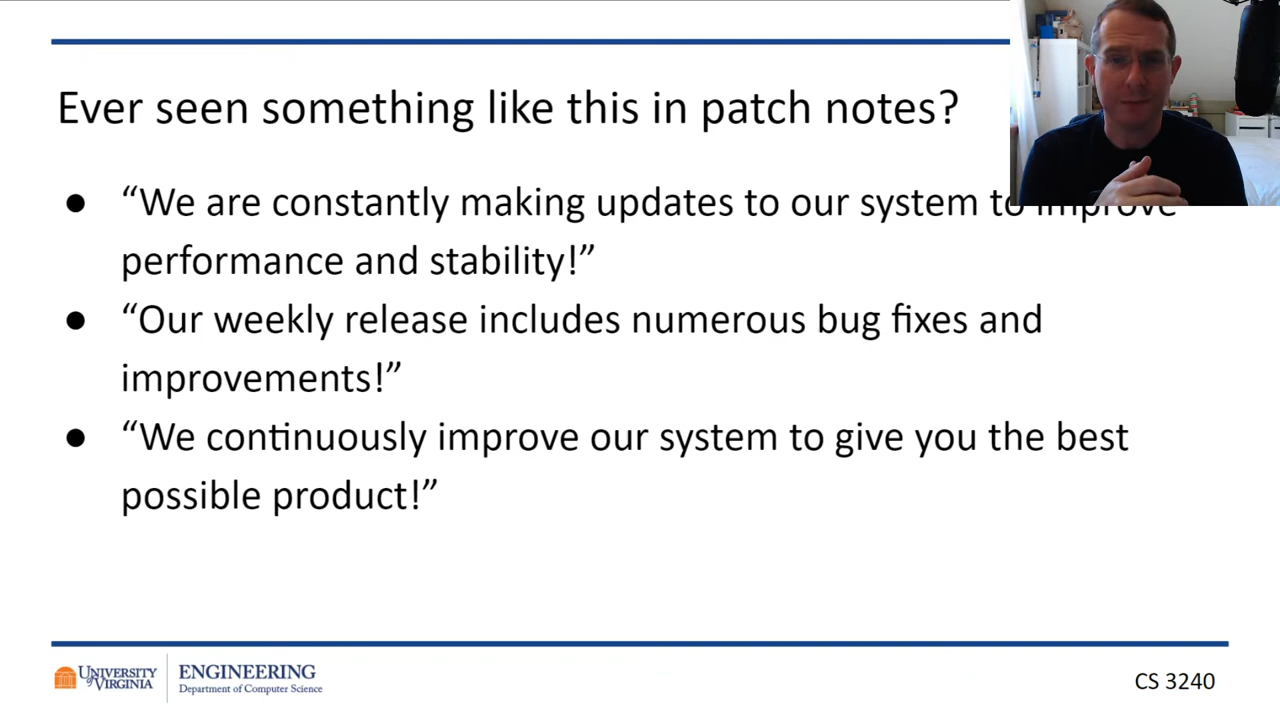 Ever seen something like this in patch notes?
● “We are constantly making updates to our system to improve
performance and stability!”
● “Our weekly release includes numerous bug fixes and
improvements!”
● “We continuously improve our system to give you the best
possible product!”
UNIVERSITY of VIRGINIA
ENGINEERING
Department of Computer Science
CS 3240